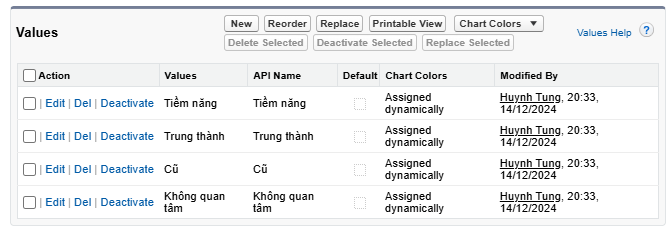 Values
New Reorder Replace Printable View Chart Colors
Delete Selected Deactivate Selected Replace Selected
Values Help ?
Action Values API Name Default Chart Colors Modified By
| Edit | Del | Deactivate Tiềm năng Tiềm năng Assigned dynamically Huynh Tung, 20:33, 14/12/2024
| Edit | Del | Deactivate Trung thành Trung thành Assigned dynamically Huynh Tung, 20:33, 14/12/2024
| Edit | Del | Deactivate Cũ Cũ Assigned dynamically Huynh Tung, 20:33, 14/12/2024
| Edit | Del | Deactivate Không quan tâm Không quan tâm Assigned dynamically Huynh Tung, 20:33, 14/12/2024